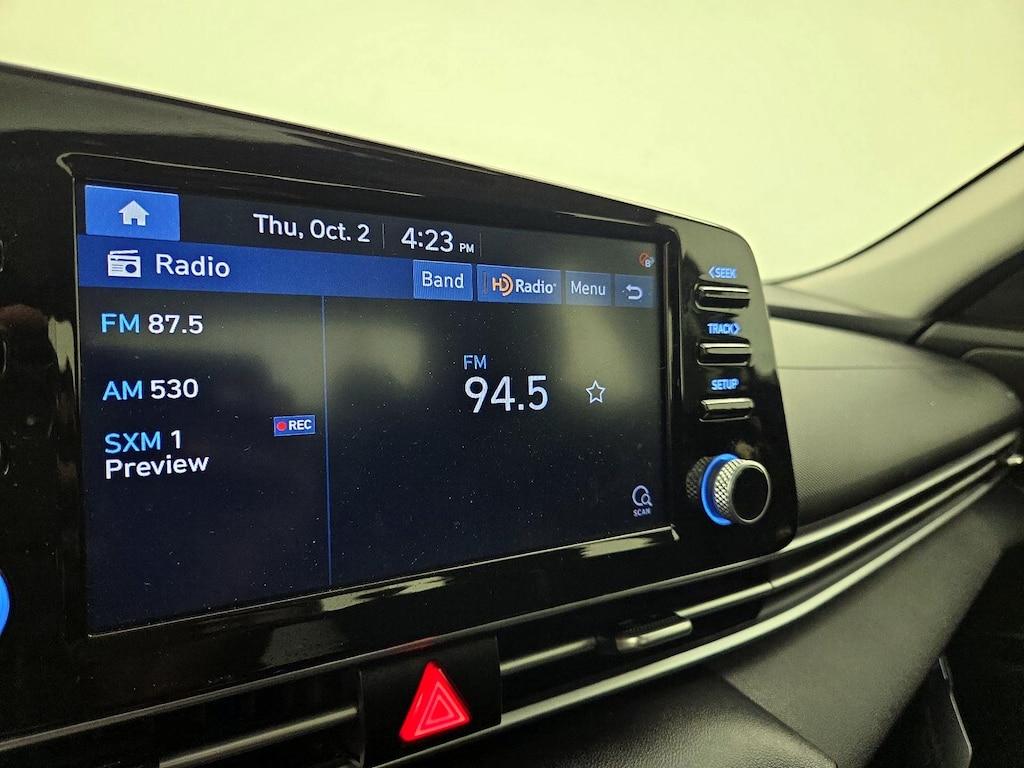 Thu, Oct. 2 4:23 PM
Radio
Band HD Radio Menu
FM 87.5
AM 530
SXM 1
Preview
REC
FM
94.5
SCAN
<SEEK
TRACK>
SETUP